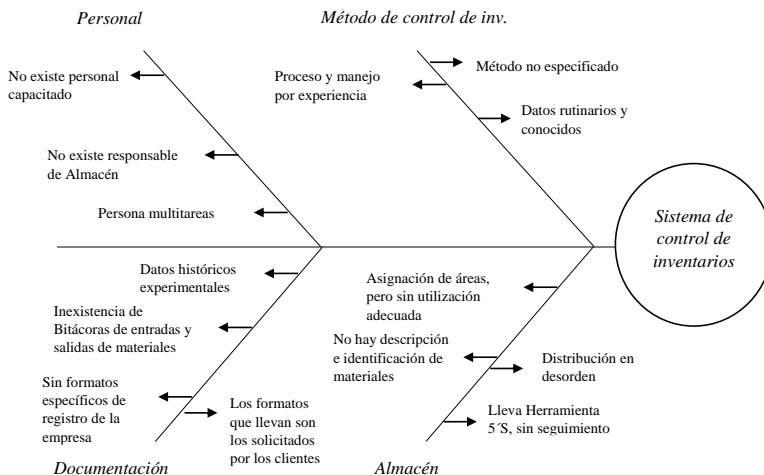 Personal
Método de control de inv.
No existe personal
capacitado
Proceso y manejo
por experiencia
Método no especificado
Datos rutinarios y
conocidos
No existe responsable
de Almacén
Persona multitareas
Sistema de
control de
inventarios
Datos históricos
experimentales
Inexistencia de
Bitácoras de entradas y
salidas de materiales
Sin formatos
específicos de
registro de la
empresa
Los formatos
que llevan son
los solicitados
por los clientes
Asignación de áreas,
pero sin utilización
adecuada
No hay descripción
e identificación de
materiales
Distribución en
desorden
Lleva Herramienta
5´S, sin seguimiento
Documentación
Almacén